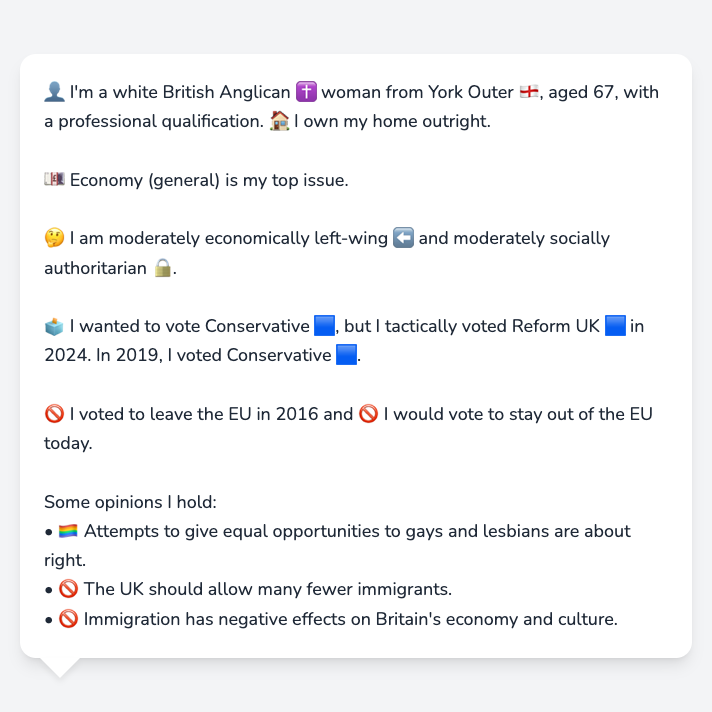 👤 I'm a white British Anglican ✝️ woman from York Outer 🏴󠁧󠁢󠁥󠁮󠁧󠁿, aged 67, with
a professional qualification. 🏠 I own my home outright.
💷 Economy (general) is my top issue.
🤔 I am moderately economically left-wing ⬅️ and moderately socially
authoritarian 🔒.
🗳️ I wanted to vote Conservative 🟦, but I tactically voted Reform UK 🟦 in
2024. In 2019, I voted Conservative 🟦.
🚫 I voted to leave the EU in 2016 and 🚫 I would vote to stay out of the EU
today.
Some opinions I hold:
• 🏳️‍🌈 Attempts to give equal opportunities to gays and lesbians are about
right.
• 🚫 The UK should allow many fewer immigrants.
• 🚫 Immigration has negative effects on Britain's economy and culture.